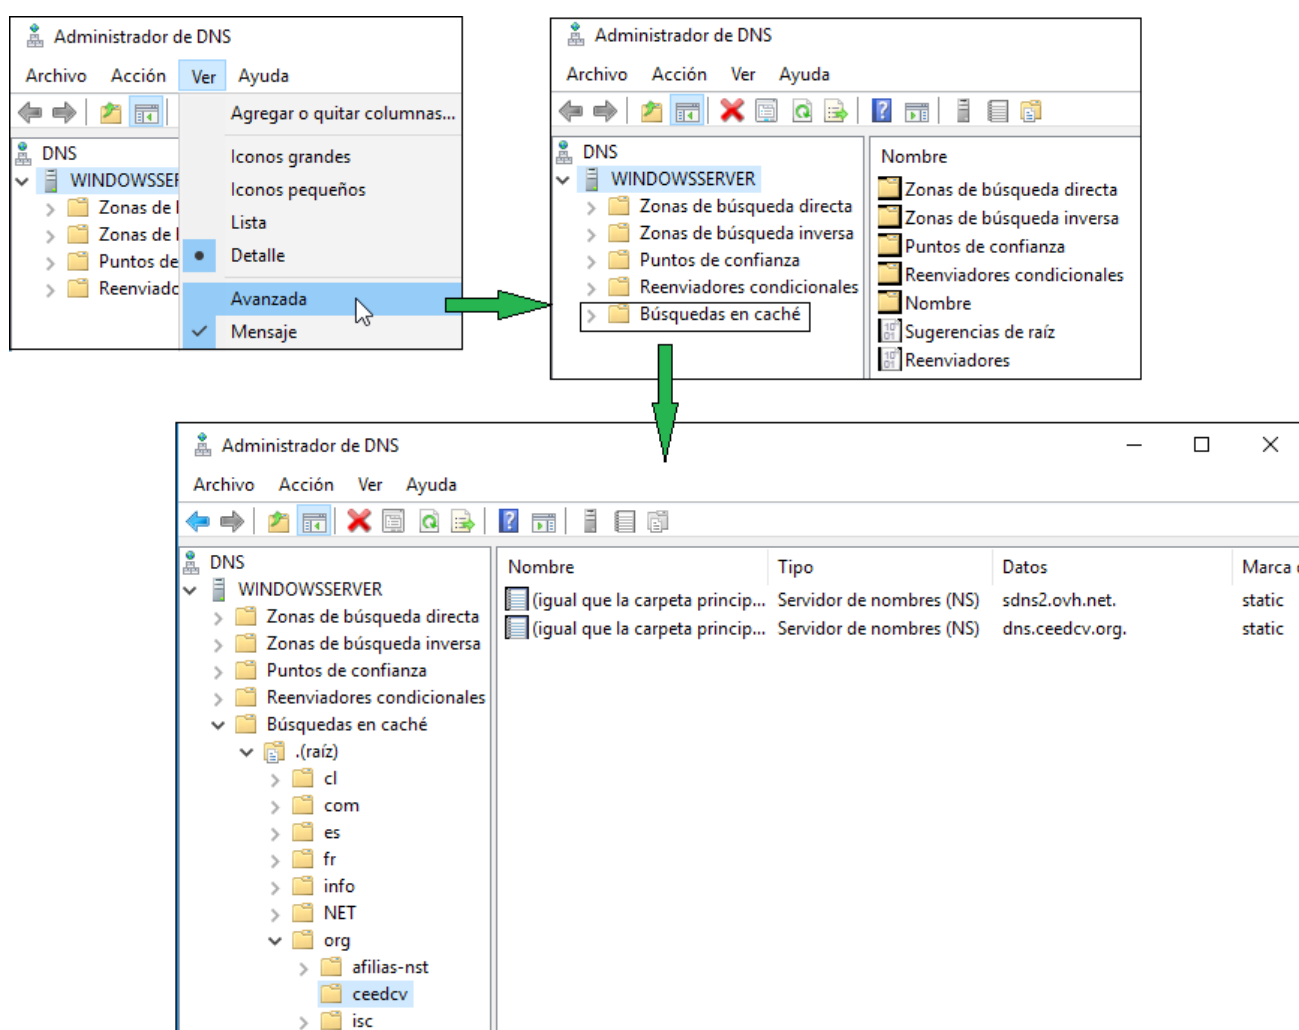 Administrador de DNS
Archivo Acción Ver Ayuda
Agregar o quitar columnas...
Iconos grandes
Iconos pequeños
Lista
Detalle
Avanzada
Mensaje
DNS
WINDOWSSER
Zonas de
Zonas de
Puntos de
Reenviado
Administrador de DNS
Archivo Acción Ver Ayuda
DNS
WINDOWSSERVER
Zonas de búsqueda directa
Zonas de búsqueda inversa
Puntos de confianza
Reenviadores condicionales
Búsquedas en caché
Nombre
Zonas de búsqueda directa
Zonas de búsqueda inversa
Puntos de confianza
Reenviadores condicionales
Nombre
Sugerencias de raíz
Reenviadores
Administrador de DNS
Archivo Acción Ver Ayuda
DNS
WINDOWSSERVER
Zonas de búsqueda directa
Zonas de búsqueda inversa
Puntos de confianza
Reenviadores condicionales
Búsquedas en caché
.(raíz)
cl
com
es
fr
info
NET
org
afilias-nst
ceedcv
isc
Nombre Tipo Datos Marca
(igual que la carpeta princip... Servidor de nombres (NS) sdns2.ovh.net. static
(igual que la carpeta princip... Servidor de nombres (NS) dns.ceedcv.org. static